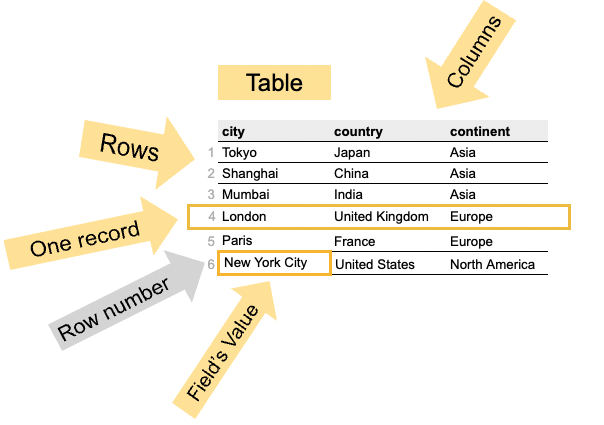 Columns
Table
city country continent
Rows
1 Tokyo Japan Asia
2 Shanghai China Asia
3 Mumbai India Asia
One record
4 London United Kingdom Europe
5 Paris France Europe
Row number
6 New York City United States North America
Field's Value